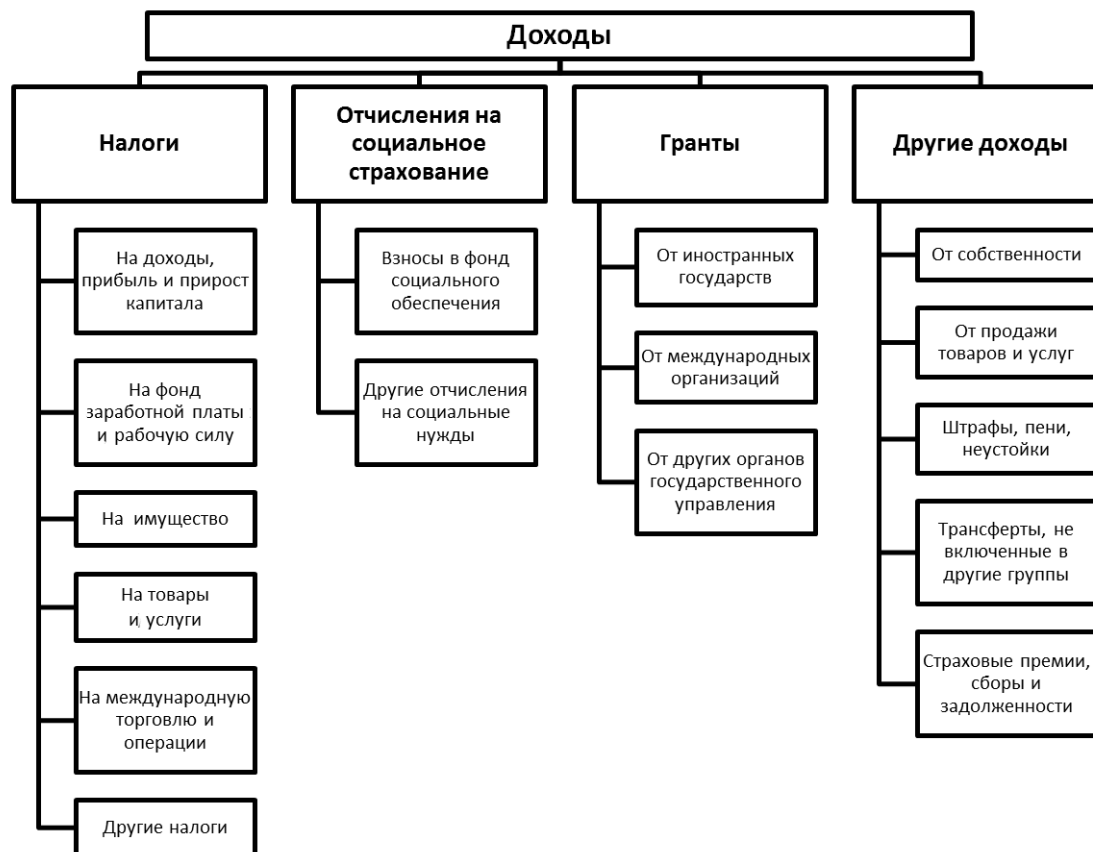 Доходы
Налоги
На доходы,
прибыль и прирост
капитала
На фонд
заработной платы
и рабочую силу
На имущество
На товары
и услуги
На международную
торговлю и
операции
Другие налоги
Отчисления на
социальное
страхование
Взносы в фонд
социального
обеспечения
Другие отчисления
на социальные
нужды
Гранты
От иностранных
государств
От международных
организаций
От других органов
государственного
управления
Другие доходы
От собственности
От продажи
товаров и услуг
Штрафы, пени,
неустойки
Трансферты, не
включенные в
другие группы
Страховые премии,
сборы и
задолженности